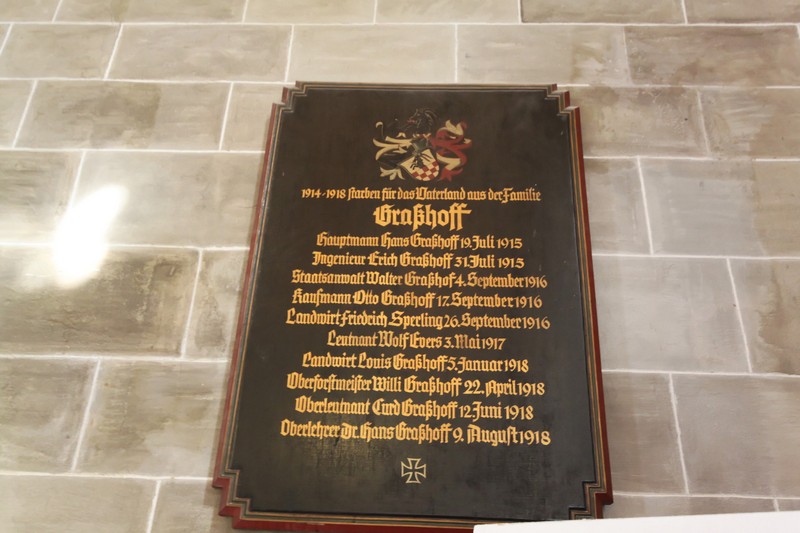 1914-1918 starben für das Vaterland aus der Familie
Graßhoff
Hauptmann Hans Graßhoff 19. Juli 1915
Ingenieur Erich Graßhoff 31. Juli 1915
Staatsanwalt Walter Graßhof 4. September 1916
Kaufmann Otto Graßhoff 17. September 1916
Landwirt Friedrich Sperling 26. September 1916
Leutnant Wolf Evers 3. Mai 1917
Landwirt Louis Graßhoff 5. Januar 1918
Oberforstmeister Willi Graßhoff 22. April 1918
Oberleutnant Curd Graßhoff 12 Juni 1918
Oberlehrer Dr. Hans Graßhoff 9. August 1918